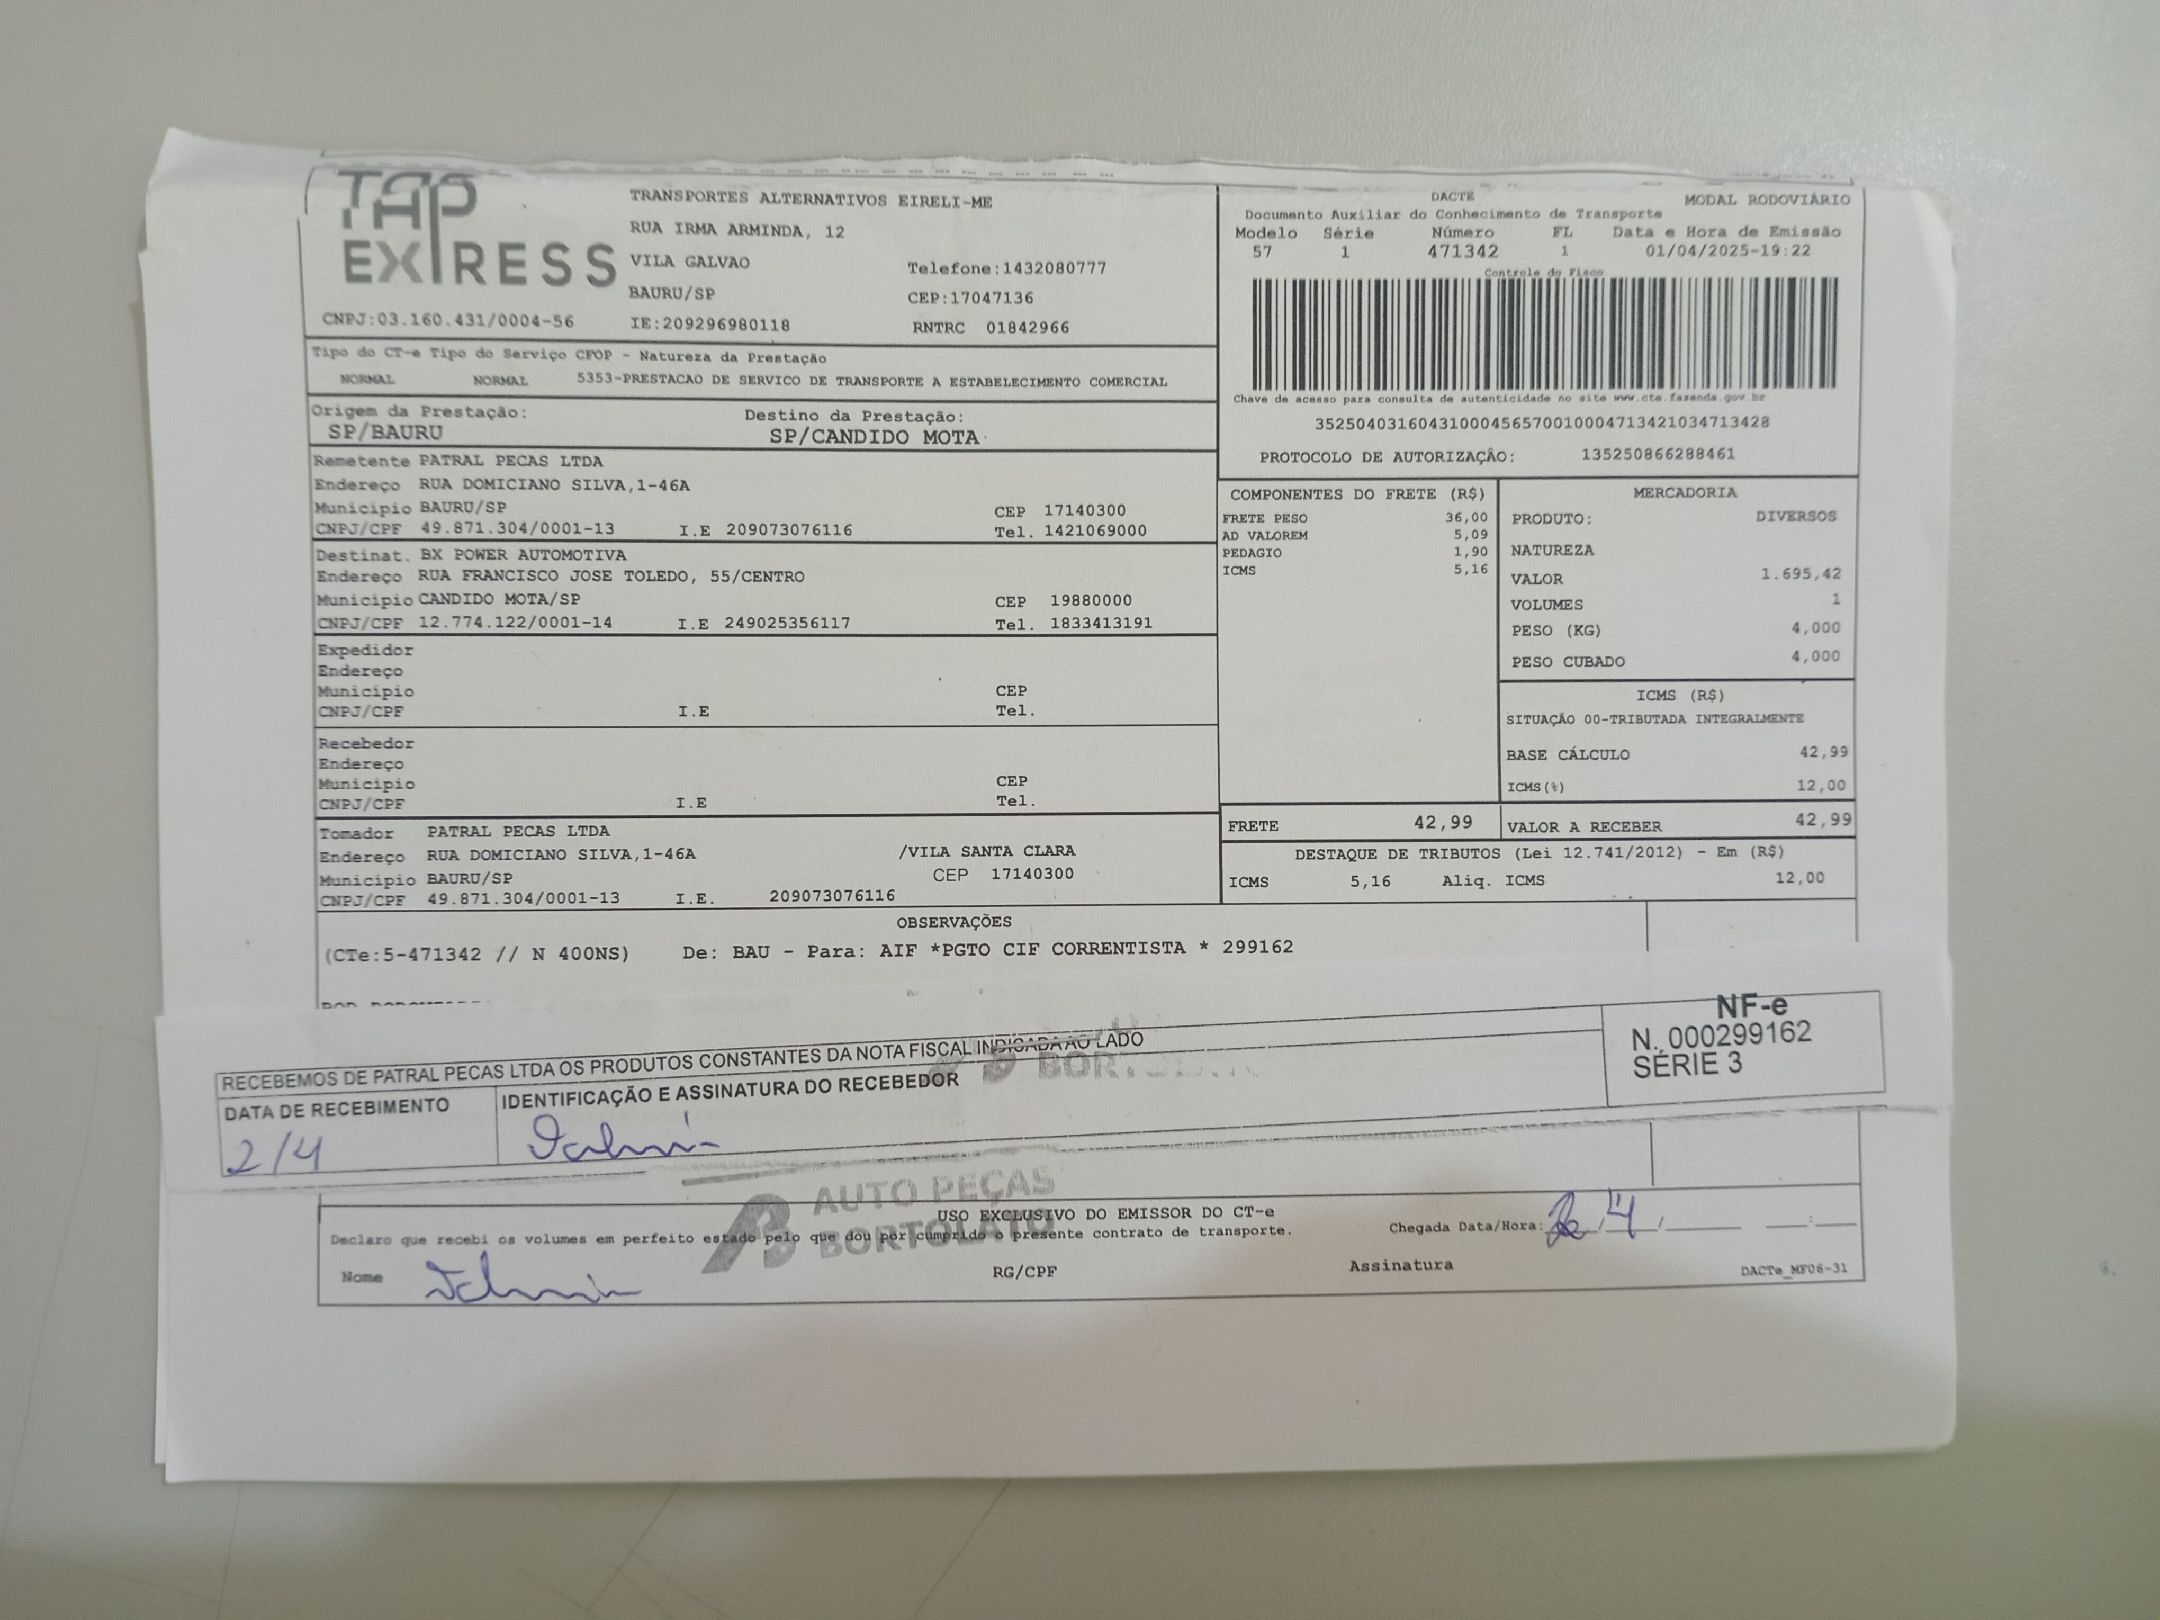 TAP EXPRESS
TRANSPORTES ALTERNATIVOS EIRELI-ME
RUA IRMA ARMINDA, 12
VILA GALVAO Telefone:1432080777
BAURU/SP CEP:17047136
CNPJ:03.160.431/0004-56 IE:209296980118 RNTRC 01842966
DACTE MODAL RODOVIÁRIO
Documento Auxiliar do Conhecimento de Transporte
Modelo Série Número FL Data e Hora de Emissão
57 1 471342 1 01/04/2025-19:22
Controle do Fisco
Chave de acesso para consulta de autenticidade no site www.cte.fazenda.gov.br
35250403160431000456570010004713421034713428
PROTOCOLO DE AUTORIZAÇÂO: 135250866288461
Tipo do CT-e Tipo do Serviço CFOP - Natureza da Prestação
NORMAL NORMAL 5353-PRESTACAO DE SERVICO DE TRANSPORTE A ESTABELECIMENTO COMERCIAL
Origem da Prestação: Destino da Prestação:
SP/BAURU SP/CANDIDO MOTA
Remetente PATRAL PECAS LTDA
Endereço RUA DOMICIANO SILVA,1-46A
Municipio BAURU/SP CEP 17140300
CNPJ/CPF 49.871.304/0001-13 I.E 209073076116 Tel. 1421069000
Destinat. BX POWER AUTOMOTIVA
Endereço RUA FRANCISCO JOSE TOLEDO, 55/CENTRO
Municipio CANDIDO MOTA/SP CEP 19880000
CNPJ/CPF 12.774.122/0001-14 I.E 249025356117 Tel. 1833413191
Expedidor
Endereço
Municipio CEP
CNPJ/CPF I.E Tel.
Recebedor
Endereço
Municipio CEP
CNPJ/CPF I.E Tel.
Tomador PATRAL PECAS LTDA
Endereço RUA DOMICIANO SILVA,1-46A /VILA SANTA CLARA
Municipio BAURU/SP CEP 17140300
CNPJ/CPF 49.871.304/0001-13 I.E. 209073076116
COMPONENTES DO FRETE (R$)
FRETE PESO 36,00
AD VALOREM 5,09
PEDAGIO 1,90
ICMS 5,16
MERCADORIA
PRODUTO: DIVERSOS
NATUREZA
VALOR 1.695,42
VOLUMES 1
PESO (KG) 4,000
PESO CUBADO 4,000
ICMS (R$)
SITUAÇÃO 00-TRIBUTADA INTEGRALMENTE
BASE CÁLCULO 42,99
ICMS(%) 12,00
FRETE 42,99 VALOR A RECEBER 42,99
DESTAQUE DE TRIBUTOS (Lei 12.741/2012) - Em (R$)
ICMS 5,16 Aliq. ICMS 12,00
OBSERVAÇÕES
(CTe:5-471342 // N 400NS) De: BAU - Para: AIF *PGTO CIF CORRENTISTA * 299162
RECEBEMOS DE PATRAL PECAS LTDA OS PRODUTOS CONSTANTES DA NOTA FISCAL INDICADA AO LADO
DATA DE RECEBIMENTO IDENTIFICAÇÃO E ASSINATURA DO RECEBEDOR
2/4
NF-e
N. 000299162
SÉRIE 3
AUTO PEÇAS
BORTOLATO
USO EXCLUSIVO DO EMISSOR DO CT-e
Declaro que recebi os volumes em perfeito estado pelo que dou por cumprido o presente contrato de transporte.
Chegada Data/Hora: / 4 / :
Nome RG/CPF Assinatura
DACTe_MF06-31